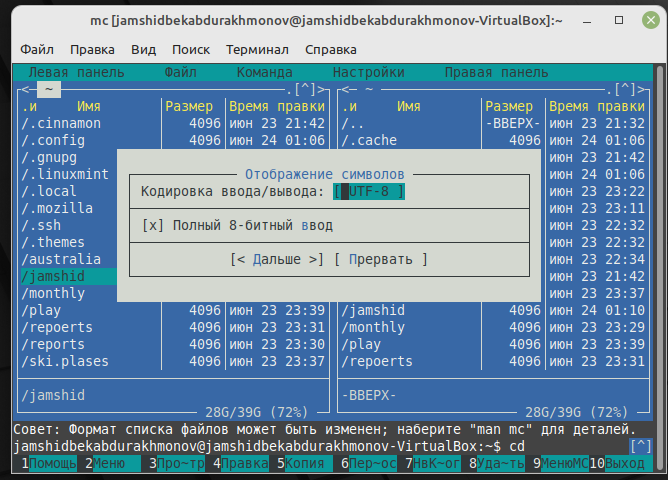 mc [jamshidbekabdurakhmonov@jamshidbekabdurakhmonov-VirtualBox]:~
Файл Правка Вид Поиск Терминал Справка
Левая панель Файл Команда Настройки Правая панель
<─ ~ .[^]> <─ ~ .[^]>
.и Имя Размер Время правки .и Имя Размер Время правки
/.cinnamon 4096 июн 23 21:42 /.. -ВВЕРХ- июн 23 21:32
/.config 4096 июн 24 01:06 /.cache 4096 июн 24 01:06
/.gnupg июн 23 21:42
/.linuxmint июн 24 01:06
/.local июн 23 23:22
/.mozilla июн 23 23:11
/.ssh июн 23 22:32
/.themes июн 23 22:32
/australia июн 23 22:34
/jamshid июн 23 21:42
/monthly июн 23 23:37
Отображение символов
Кодировка ввода/вывода: [ UTF-8 ]
[x] Полный 8-битный ввод
[< Дальше >] [ Прервать ]
/play 4096 июн 23 23:39 /jamshid 4096 июн 24 01:10
/repoerts 4096 июн 23 23:31 /monthly 4096 июн 23 23:29
/reports 4096 июн 23 23:30 /play 4096 июн 23 23:39
/ski.plases 4096 июн 23 23:37 /repoerts 4096 июн 23 23:31
/jamshid -ВВЕРХ-
28G/39G (72%) 28G/39G (72%)
Совет: Формат списка файлов может быть изменен; наберите "man mc" для деталей.
jamshidbekabdurakhmonov@jamshidbekabdurakhmonov-VirtualBox:~$ cd [^]
1Помощь 2Меню 3Про~тр 4Правка 5Копия 6Пер~ос 7НвК~ог 8Уда~ть 9МенюMC 10Выход